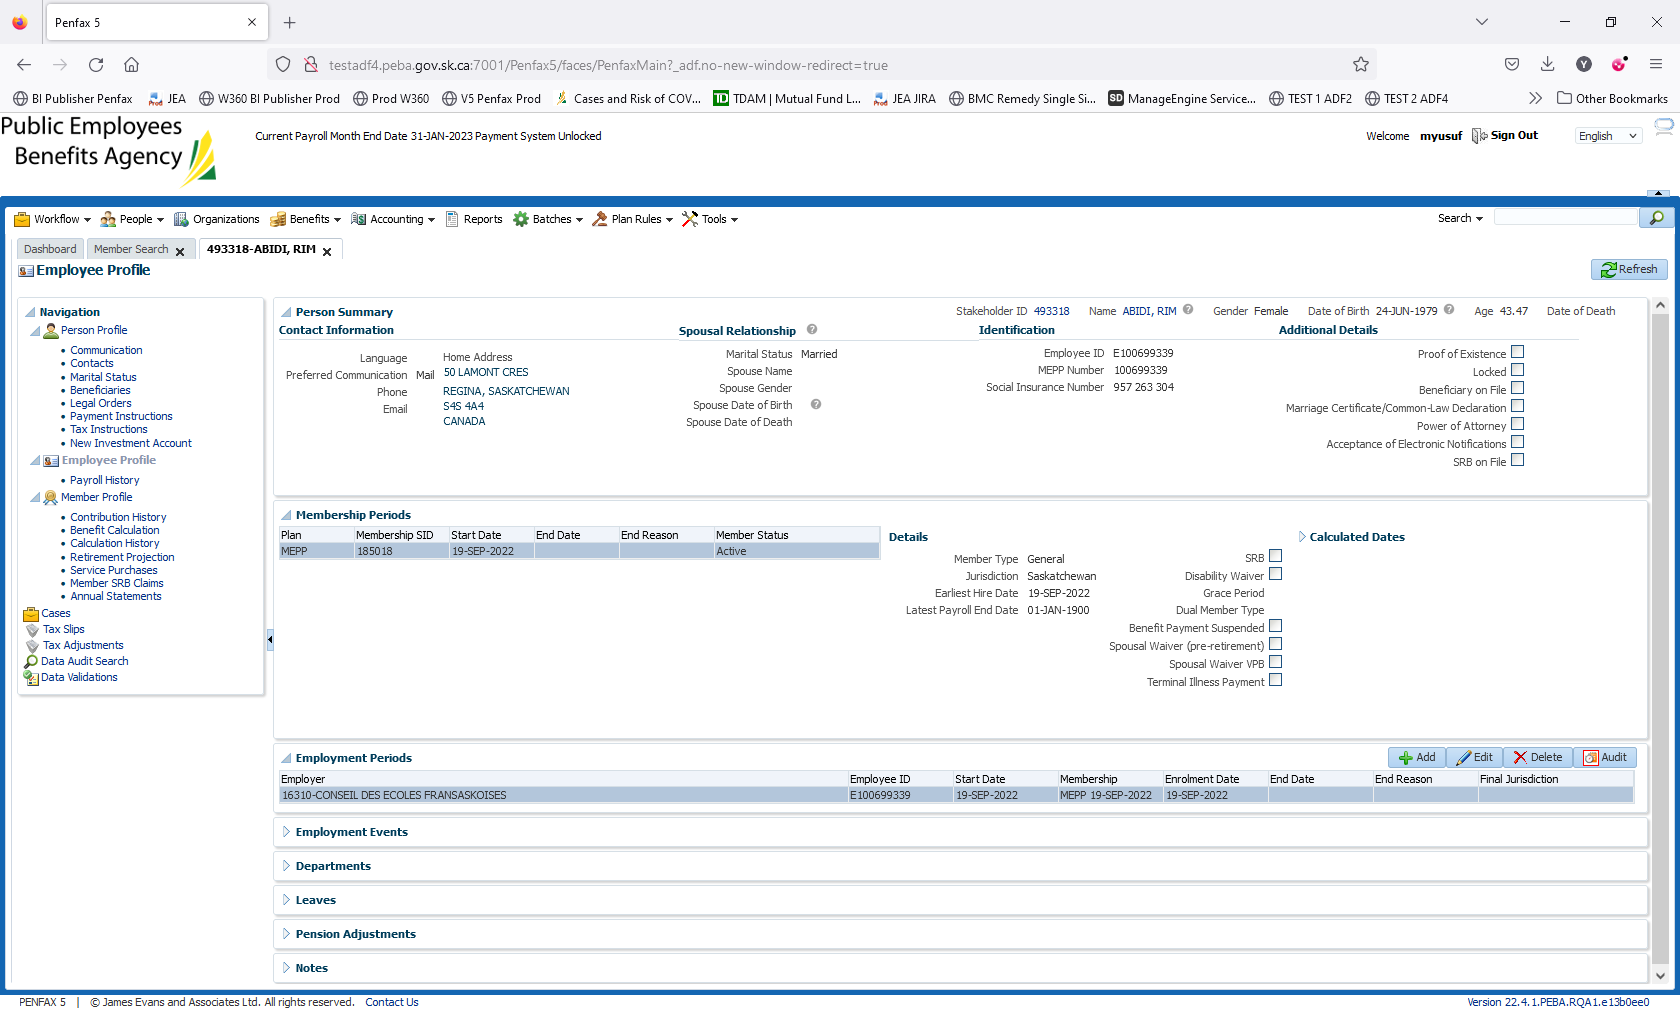 Penfax 5
testadf4.peba.gov.sk.ca:7001/Penfax5/faces/PenfaxMain?_adf.no-new-window-redirect=true
Y
BI Publisher Penfax JEA W360 BI Publisher Prod Prod W360 V5 Penfax Prod Cases and Risk of COV... TD TDAM | Mutual Fund L... JEA JIRA BMC Remedy Single Si... SD ManageEngine Service... TEST 1 ADF2 TEST 2 ADF4 Other Bookmarks
Public Employees
Benefits Agency
Current Payroll Month End Date 31-JAN-2023 Payment System Unlocked
Welcome myusuf Sign Out English
Workflow People Organizations Benefits Accounting Reports Batches Plan Rules Tools Search
Dashboard Member Search 493318-ABIDI, RIM
Employee Profile
Refresh
Navigation
Person Profile
Communication
Contacts
Marital Status
Beneficiaries
Legal Orders
Payment Instructions
Tax Instructions
New Investment Account
Employee Profile
Payroll History
Member Profile
Contribution History
Benefit Calculation
Calculation History
Retirement Projection
Service Purchases
Member SRB Claims
Annual Statements
Cases
Tax Slips
Tax Adjustments
Data Audit Search
Data Validations
Person Summary Stakeholder ID 493318 Name ABIDI, RIM Gender Female Date of Birth 24-JUN-1979 Age 43.47 Date of Death
Contact Information
Language
Preferred Communication Mail
Phone
Email
Home Address
50 LAMONT CRES
REGINA, SASKATCHEWAN
S4S 4A4
CANADA
Spousal Relationship
Marital Status Married
Spouse Name
Spouse Gender
Spouse Date of Birth
Spouse Date of Death
Identification
Employee ID E100699339
MEPP Number 100699339
Social Insurance Number 957 263 304
Additional Details
Proof of Existence
Locked
Beneficiary on File
Marriage Certificate/Common-Law Declaration
Power of Attorney
Acceptance of Electronic Notifications
SRB on File
Membership Periods
Plan Membership SID Start Date End Date End Reason Member Status
MEPP 185018 19-SEP-2022 Active
Details
Member Type General
Jurisdiction Saskatchewan
Earliest Hire Date 19-SEP-2022
Latest Payroll End Date 01-JAN-1900
SRB
Disability Waiver
Grace Period
Dual Member Type
Benefit Payment Suspended
Spousal Waiver (pre-retirement)
Spousal Waiver VPB
Terminal Illness Payment
Calculated Dates
Employment Periods
Add Edit Delete Audit
Employer Employee ID Start Date Membership Enrolment Date End Date End Reason Final Jurisdiction
16310-CONSEIL DES ECOLES FRANSASKOISES E100699339 19-SEP-2022 MEPP 19-SEP-2022 19-SEP-2022
Employment Events
Departments
Leaves
Pension Adjustments
Notes
PENFAX 5 | © James Evans and Associates Ltd. All rights reserved. Contact Us
Version 22.4.1.PEBA.RQA1.e13b0ee0